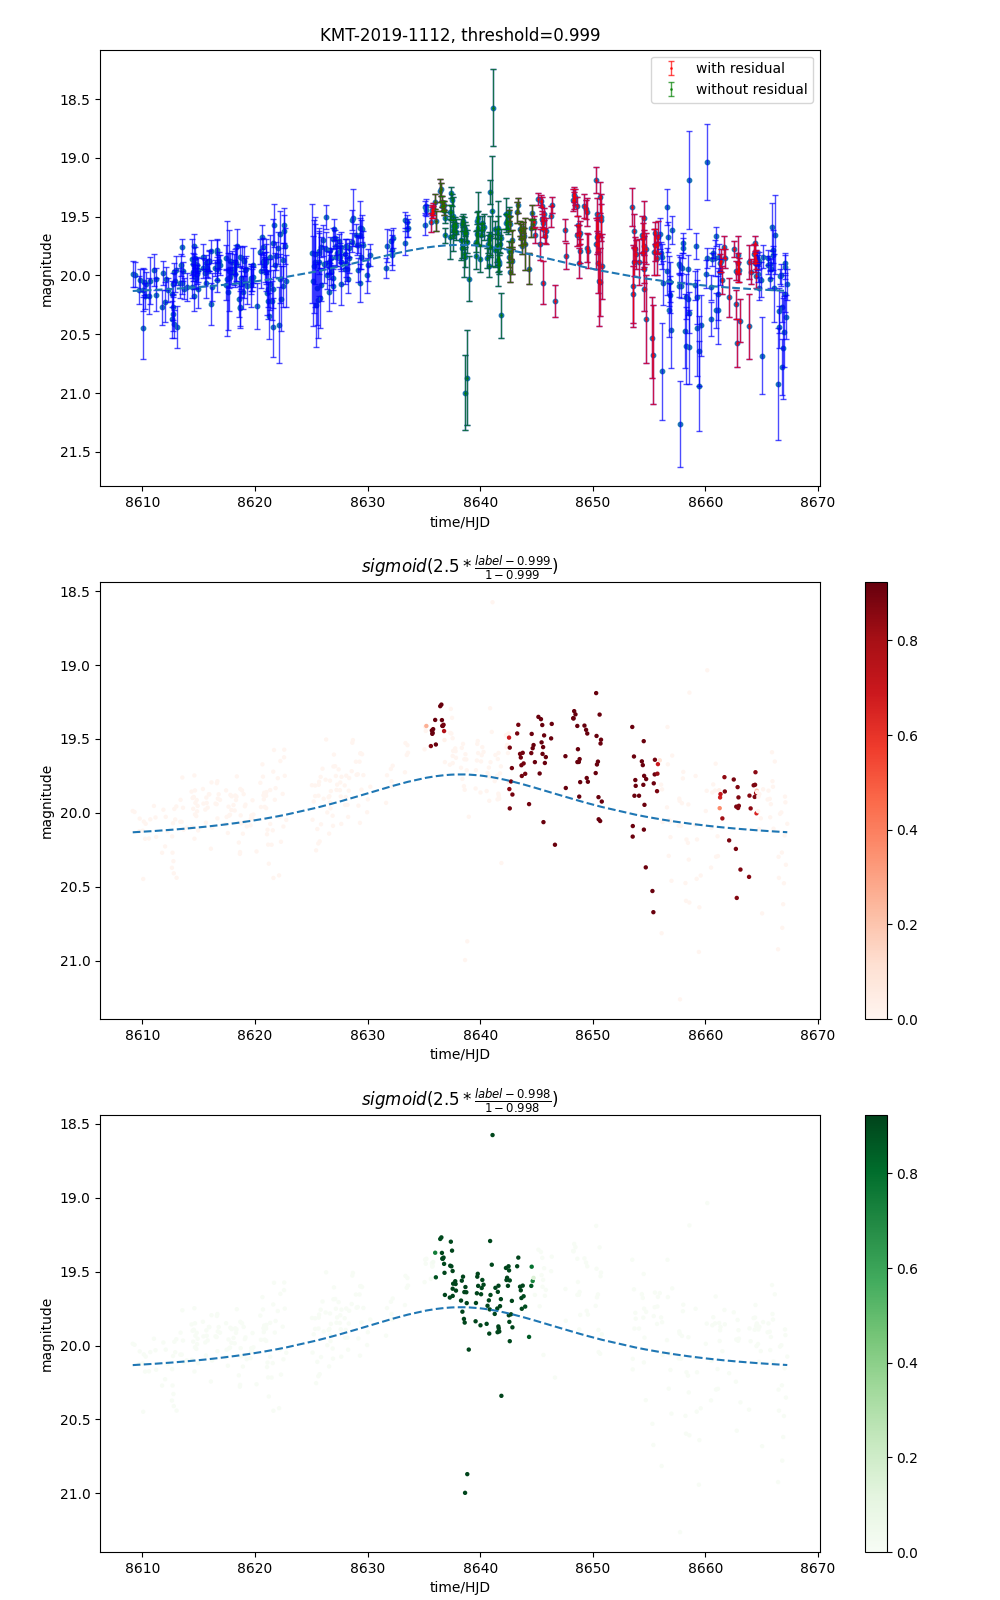 KMT-2019-1112, threshold=0.999
with residual
without residual
18.5
19.0
19.5
20.0
20.5
21.0
21.5
magnitude
8610 8620 8630 8640 8650 8660 8670
time/HJD
sigmoid(2.5 * \frac{label - 0.999}{1 - 0.999})
18.5
19.0
19.5
20.0
20.5
21.0
magnitude
8610 8620 8630 8640 8650 8660 8670
time/HJD
0.8
0.6
0.4
0.2
0.0
sigmoid(2.5 * \frac{label - 0.998}{1 - 0.998})
18.5
19.0
19.5
20.0
20.5
21.0
magnitude
8610 8620 8630 8640 8650 8660 8670
time/HJD
0.8
0.6
0.4
0.2
0.0